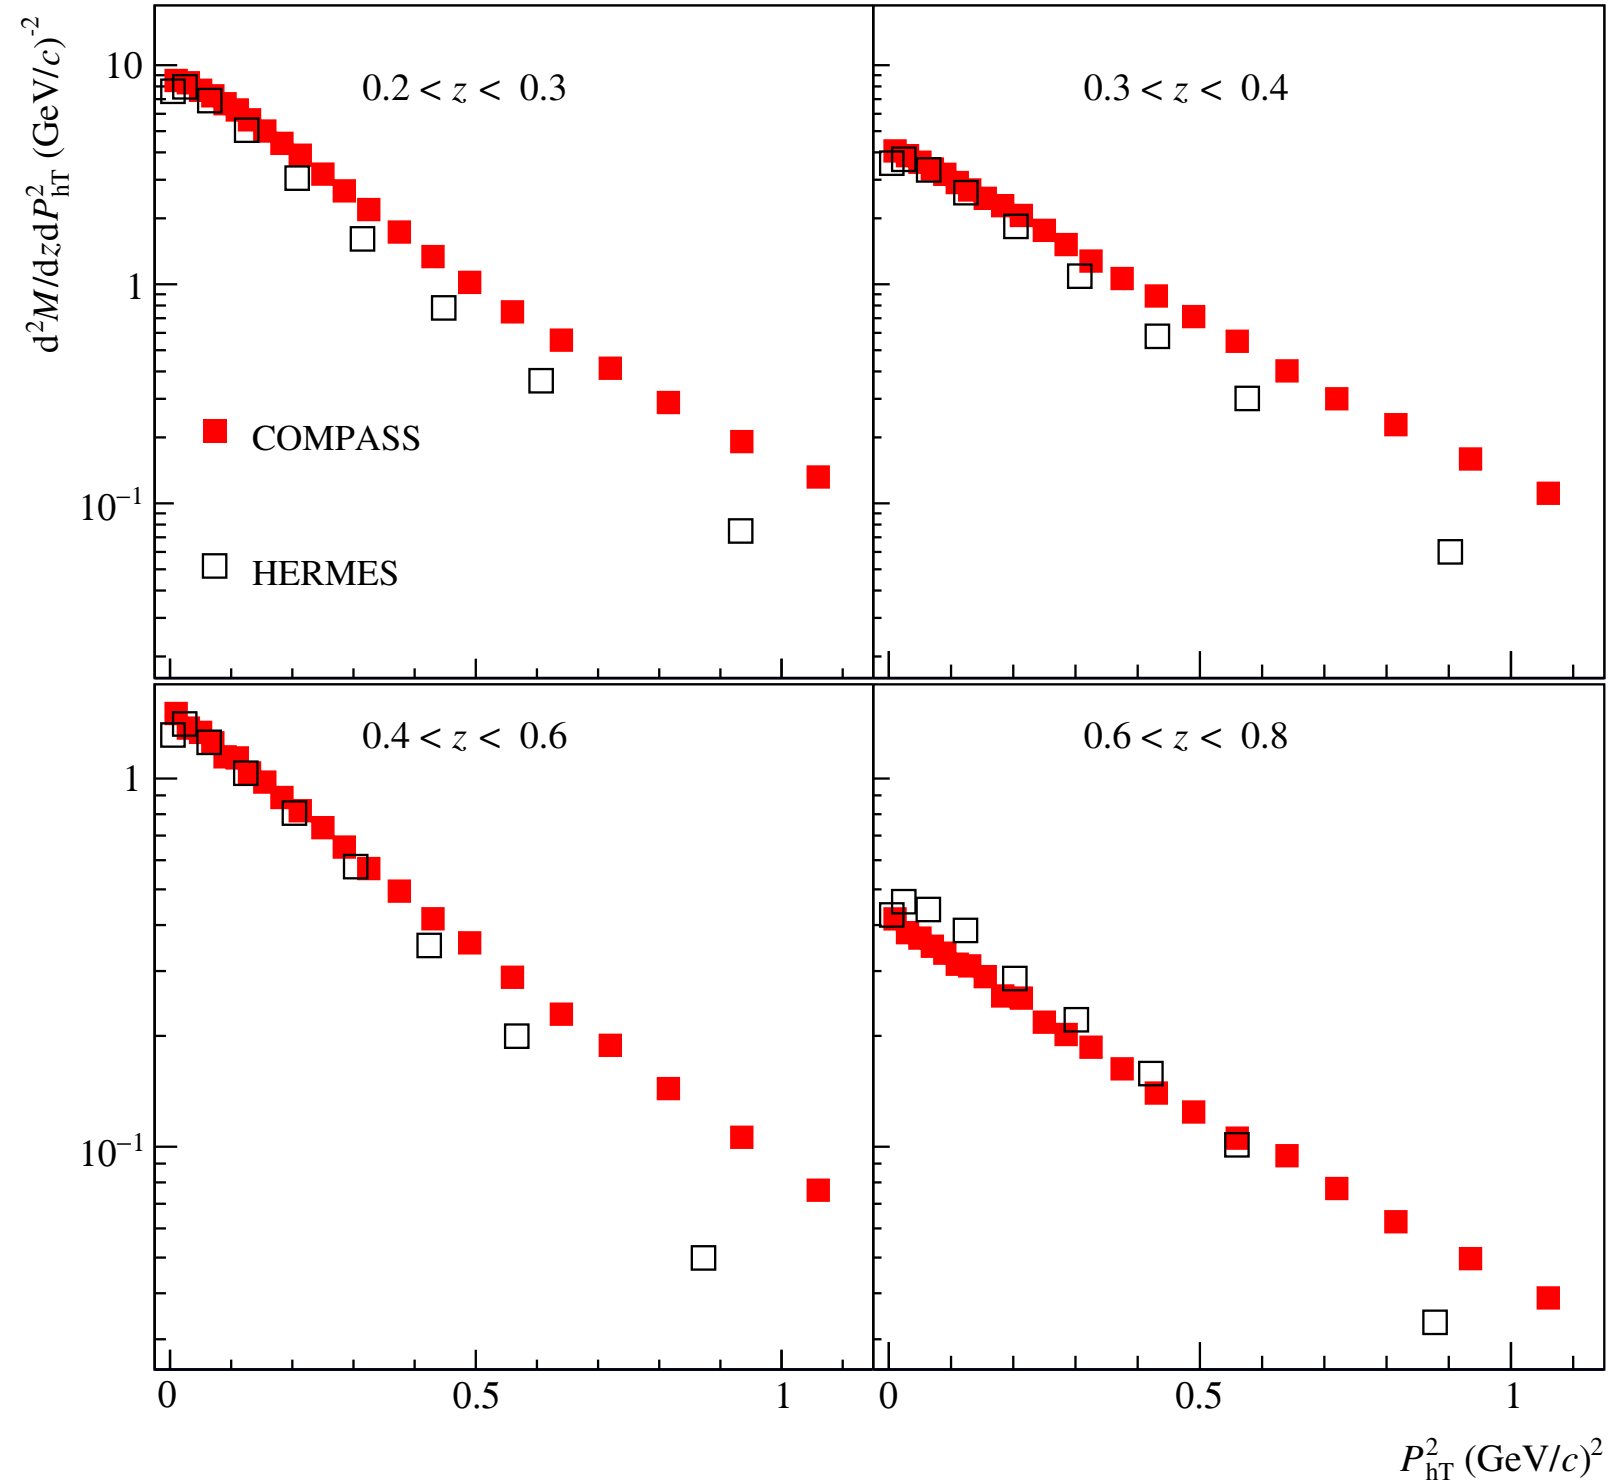 d²M/dzdP²hT (GeV/c)⁻²
10
0.2 < z < 0.3
0.3 < z < 0.4
1
COMPASS
10⁻¹
HERMES
0.4 < z < 0.6
0.6 < z < 0.8
1
10⁻¹
0 0.5 1 0 0.5 1
P²hT (GeV/c)²